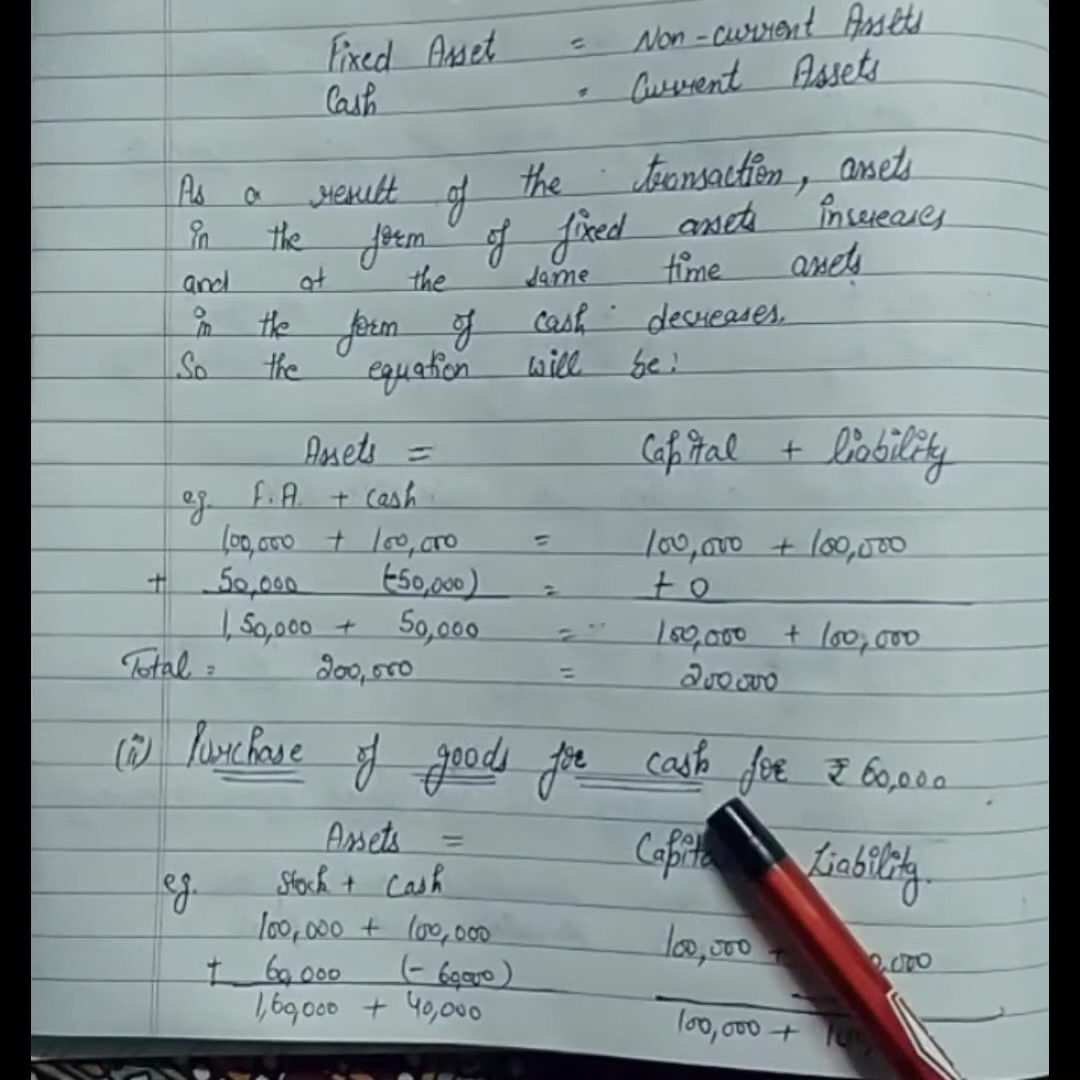 Fixed Asset = Non-current Assets
Cash = Current Assets
As a result of the transaction, assets
in the form of fixed assets increases
and at the same time assets
in the form of cash decreases.
So the equation will be:
Assets = Capital + liability
eg. F.A. + cash
1,00,000 + 100,000 = 100,000 + 100,000
+ 50,000 (-50,000) = + 0
1,50,000 + 50,000 = 100,000 + 100,000
Total = 200,000 = 200000
(ii) Purchase of goods for cash for ₹ 60,000
Assets = Liability.
eg. Stock + Cash
100,000 + 100,000 100,000 +
+ 60,000 (-60000)
1,60,000 + 40,000 100,000 +